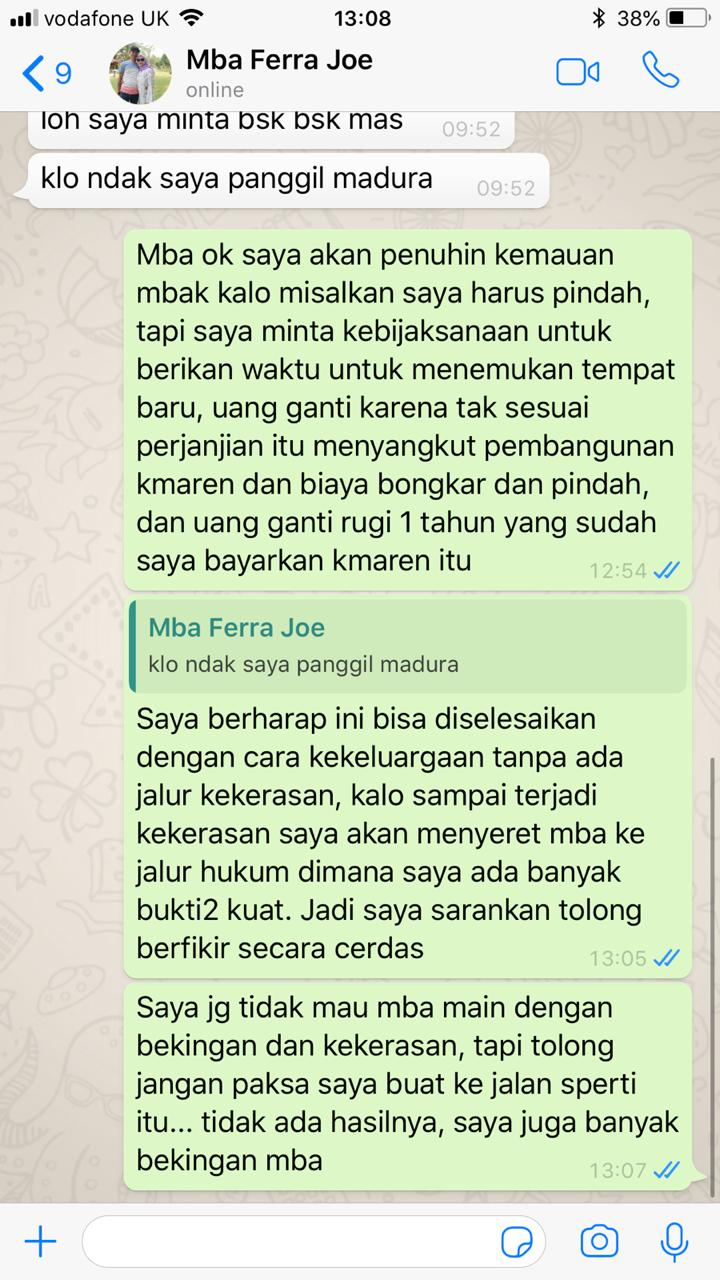 vodafone UK 13:08 38%
9 Mba Ferra Joe
online
loh saya minta bsk bsk mas 09:52
klo ndak saya panggil madura 09:52
Mba ok saya akan penuhin kemauan
mbak kalo misalkan saya harus pindah,
tapi saya minta kebijaksanaan untuk
berikan waktu untuk menemukan tempat
baru, uang ganti karena tak sesuai
perjanjian itu menyangkut pembangunan
kmaren dan biaya bongkar dan pindah,
dan uang ganti rugi 1 tahun yang sudah
saya bayarkan kmaren itu 12:54
Mba Ferra Joe
klo ndak saya panggil madura
Saya berharap ini bisa diselesaikan
dengan cara kekeluargaan tanpa ada
jalur kekerasan, kalo sampai terjadi
kekerasan saya akan menyeret mba ke
jalur hukum dimana saya ada banyak
bukti2 kuat. Jadi saya sarankan tolong
berfikir secara cerdas 13:05
Saya jg tidak mau mba main dengan
bekingan dan kekerasan, tapi tolong
jangan paksa saya buat ke jalan sperti
itu... tidak ada hasilnya, saya juga banyak
bekingan mba 13:07